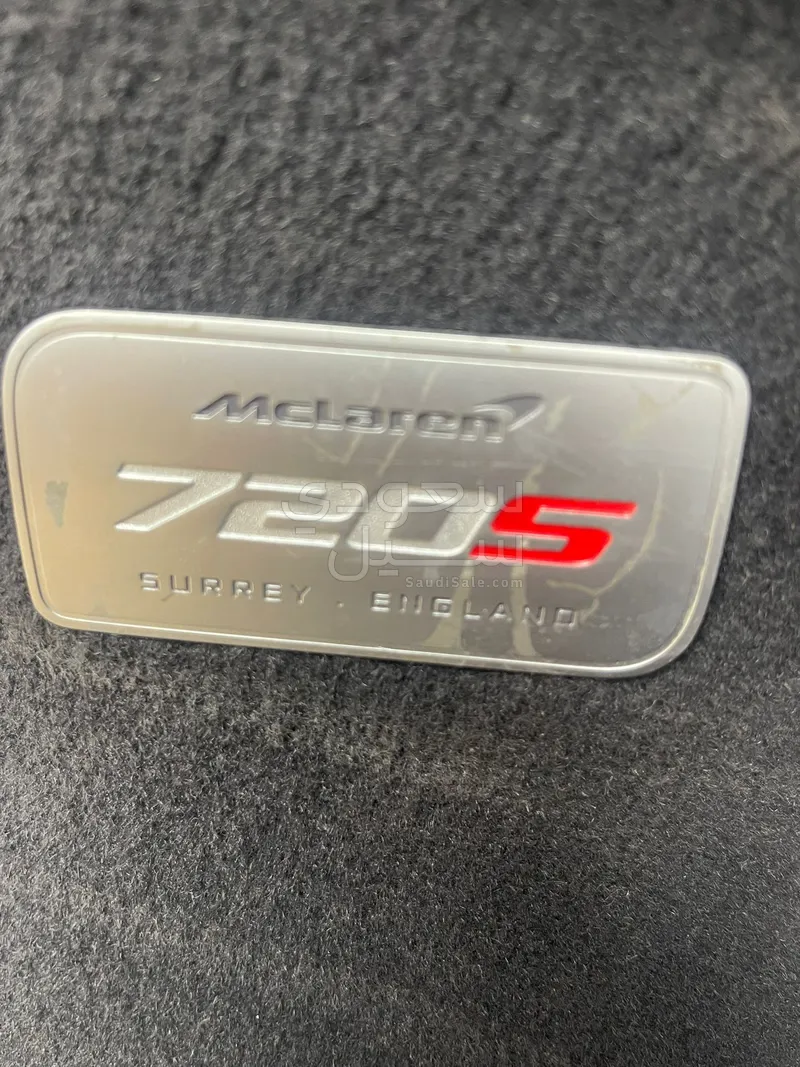 McLaren
720S
SURREY . ENGLAND
سعودي
سيل
SaudiSale.com